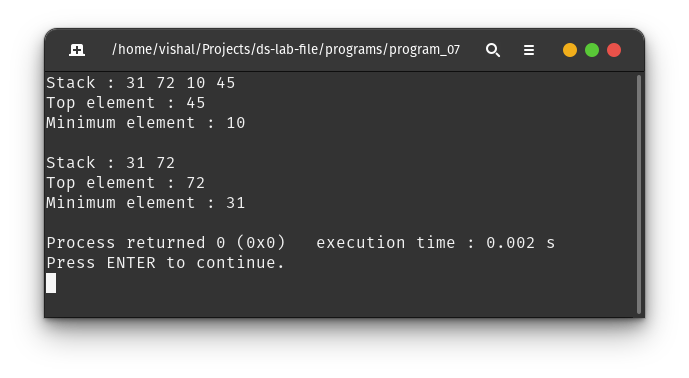 /home/vishal/Projects/ds-lab-file/programs/program_07
Stack : 31 72 10 45
Top element : 45
Minimum element : 10
Stack : 31 72
Top element : 72
Minimum element : 31
Process returned 0 (0x0)   execution time : 0.002 s
Press ENTER to continue.